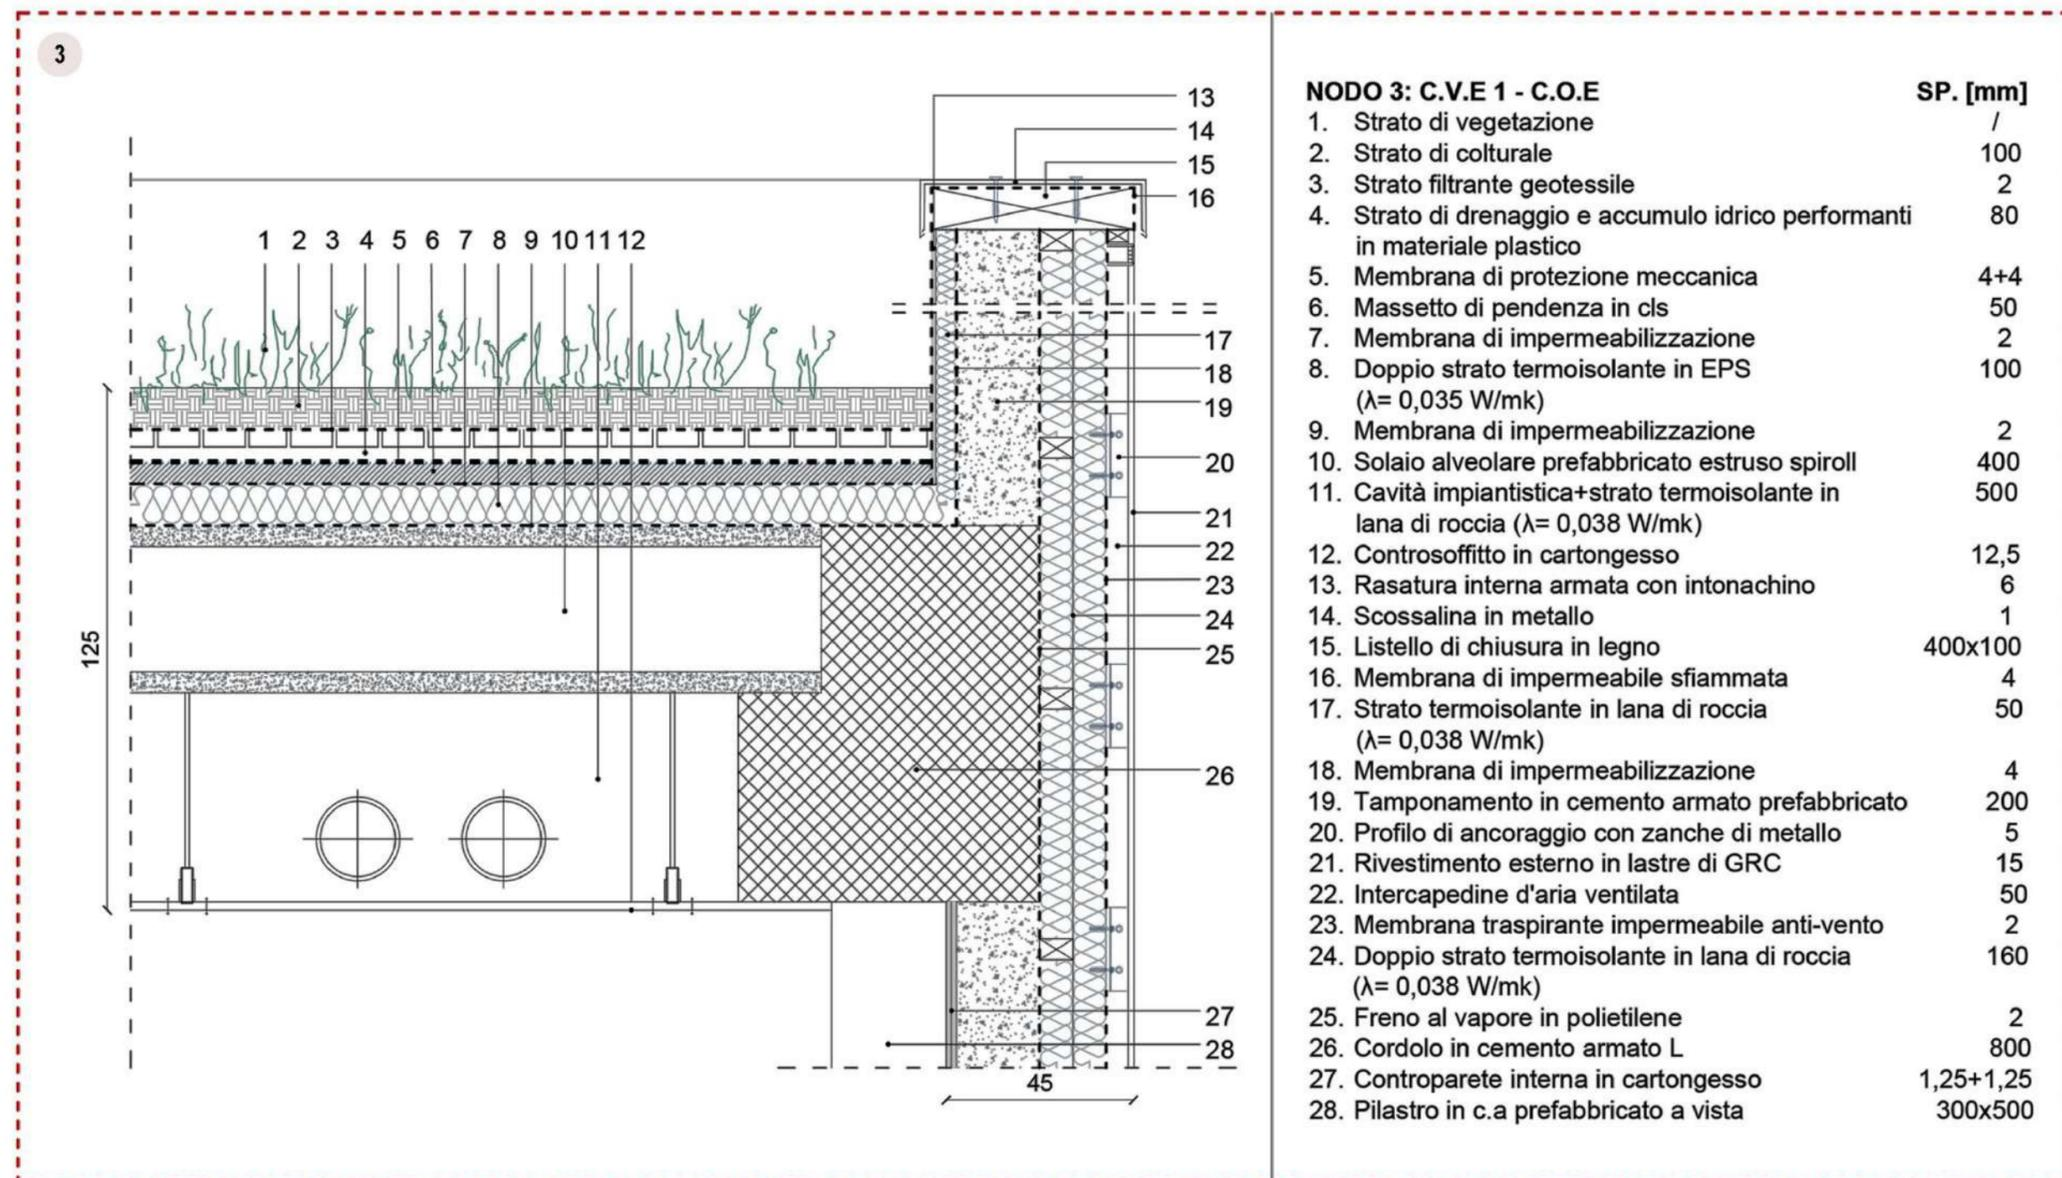 3
13
14
15
16
1 2 3 4 5 6 7 8 9 10 11 12
17
18
19
20
21
22
23
24
25
26
27
28
125
45
NODO 3: C.V.E 1 - C.O.E SP. [mm]
1. Strato di vegetazione /
2. Strato di colturale 100
3. Strato filtrante geotessile 2
4. Strato di drenaggio e accumulo idrico performanti 80
in materiale plastico
5. Membrana di protezione meccanica 4+4
6. Massetto di pendenza in cls 50
7. Membrana di impermeabilizzazione 2
8. Doppio strato termoisolante in EPS 100
(λ= 0,035 W/mk)
9. Membrana di impermeabilizzazione 2
10. Solaio alveolare prefabbricato estruso spiroll 400
11. Cavità impiantistica+strato termoisolante in 500
lana di roccia (λ= 0,038 W/mk)
12. Controsoffitto in cartongesso 12,5
13. Rasatura interna armata con intonachino 6
14. Scossalina in metallo 1
15. Listello di chiusura in legno 400x100
16. Membrana di impermeabile sfiammata 4
17. Strato termoisolante in lana di roccia 50
(λ= 0,038 W/mk)
18. Membrana di impermeabilizzazione 4
19. Tamponamento in cemento armato prefabbricato 200
20. Profilo di ancoraggio con zanche di metallo 5
21. Rivestimento esterno in lastre di GRC 15
22. Intercapedine d'aria ventilata 50
23. Membrana traspirante impermeabile anti-vento 2
24. Doppio strato termoisolante in lana di roccia 160
(λ= 0,038 W/mk)
25. Freno al vapore in polietilene 2
26. Cordolo in cemento armato L 800
27. Controparete interna in cartongesso 1,25+1,25
28. Pilastro in c.a prefabbricato a vista 300x500